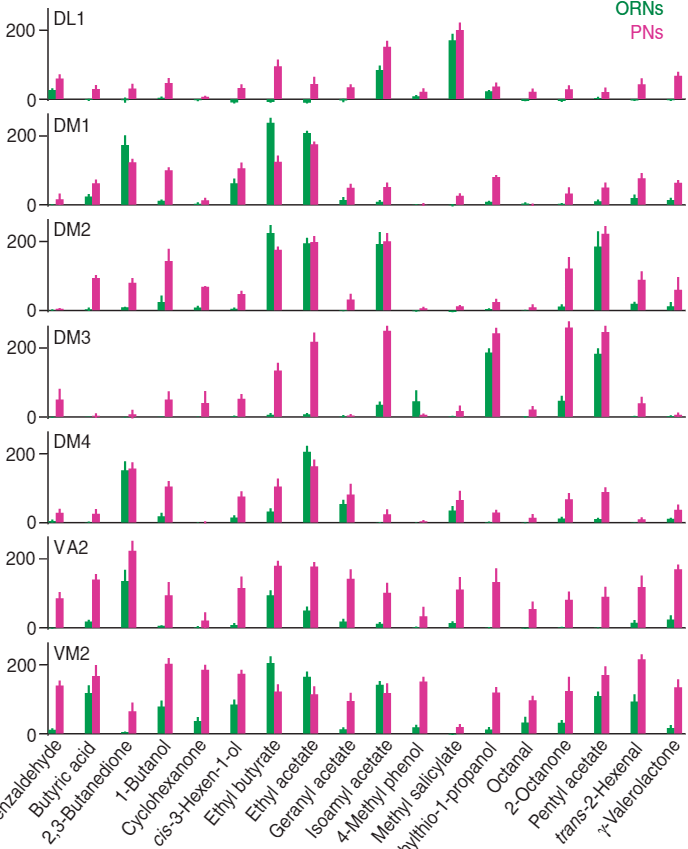 DL1
ORNs
PNs
200
0
DM1
200
0
DM2
200
0
DM3
200
0
DM4
200
0
VA2
200
0
VM2
200
0
Butyric acid
2,3-Butanedione
1-Butanol
Cyclohexanone
cis-3-Hexen-1-ol
Ethyl butyrate
Ethyl acetate
Geranyl acetate
Isoamyl acetate
4-Methyl phenol
Methyl salicylate
Octanal
2-Octanone
Pentyl acetate
trans-2-Hexenal
γ-Valerolactone